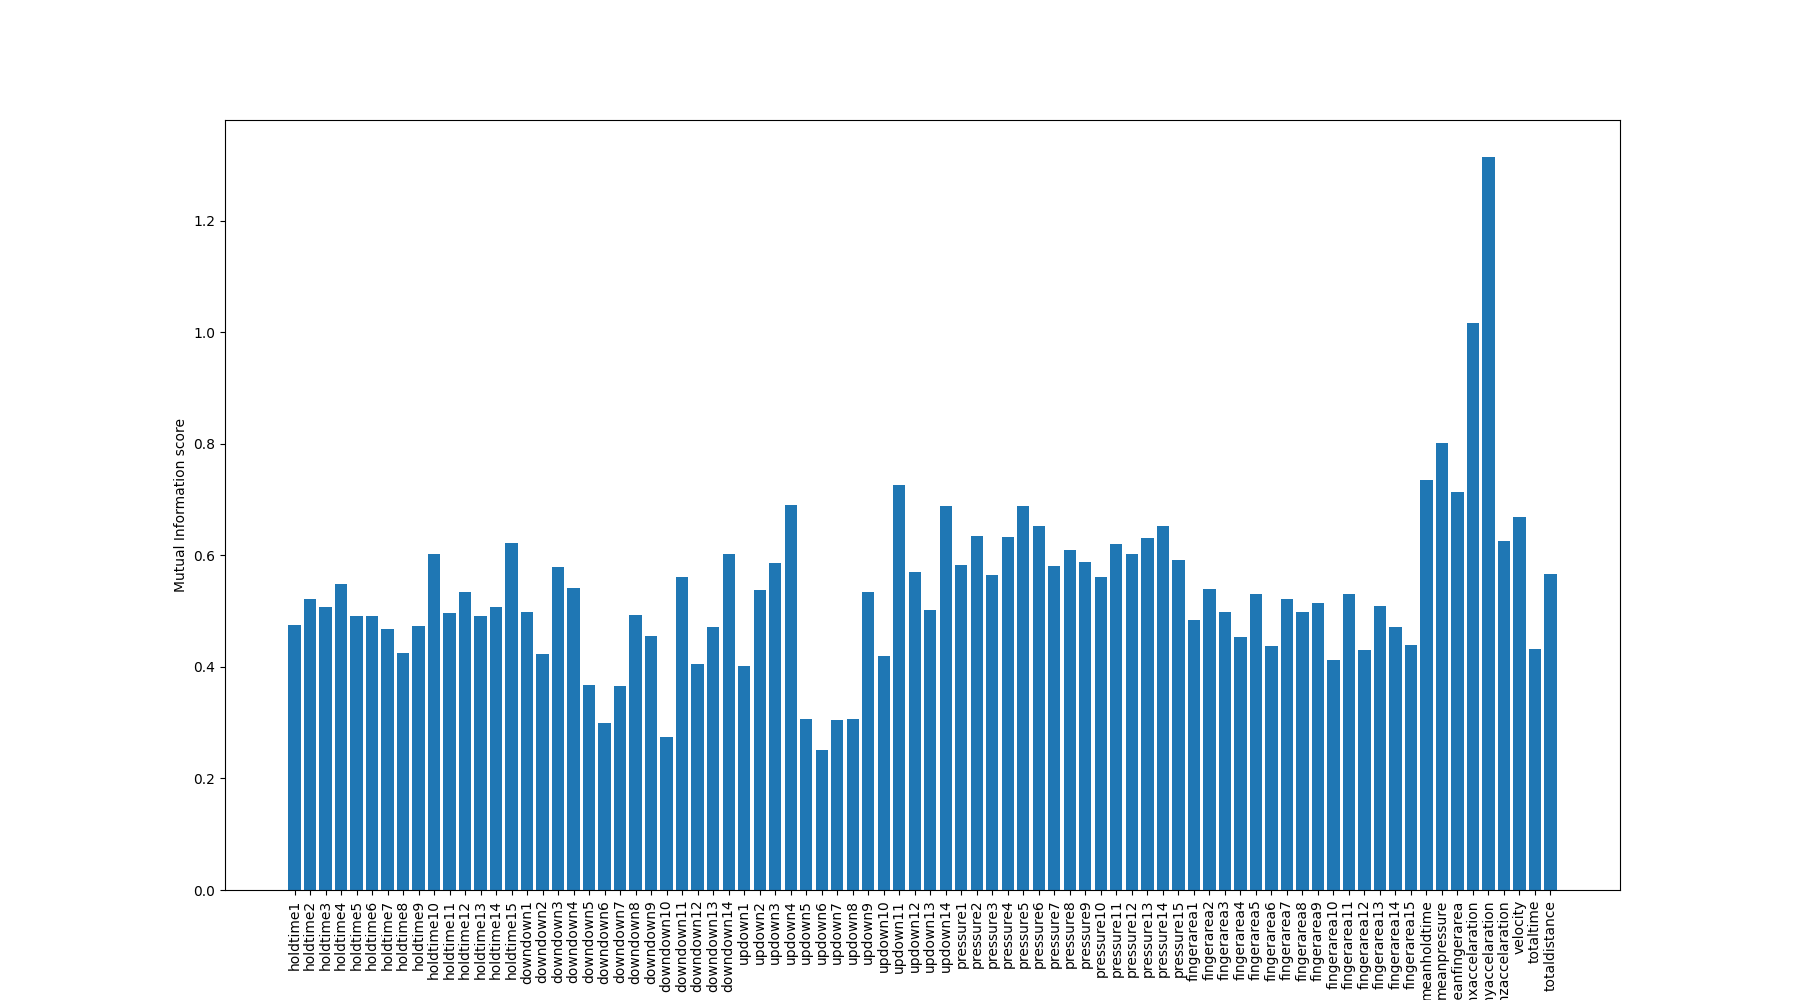 Mutual Information score
1.2
1.0
0.8
0.6
0.4
0.2
0.0
holdtime1
holdtime2
holdtime3
holdtime4
holdtime5
holdtime6
holdtime7
holdtime8
holdtime9
holdtime10
holdtime11
holdtime12
holdtime13
holdtime14
holdtime15
downdown1
downdown2
downdown3
downdown4
downdown5
downdown6
downdown7
downdown8
downdown9
downdown10
downdown11
downdown12
downdown13
downdown14
updown1
updown2
updown3
updown4
updown5
updown6
updown7
updown8
updown9
updown10
updown11
updown12
updown13
updown14
pressure1
pressure2
pressure3
pressure4
pressure5
pressure6
pressure7
pressure8
pressure9
pressure10
pressure11
pressure12
pressure13
pressure14
pressure15
fingerarea1
fingerarea2
fingerarea3
fingerarea4
fingerarea5
fingerarea6
fingerarea7
fingerarea8
fingerarea9
fingerarea10
fingerarea11
fingerarea12
fingerarea13
fingerarea14
fingerarea15
meanholdtime
meanpressure
eanfingerarea
xaccelaration
yaccelaration
zaccelaration
velocity
totaltime
totaldistance